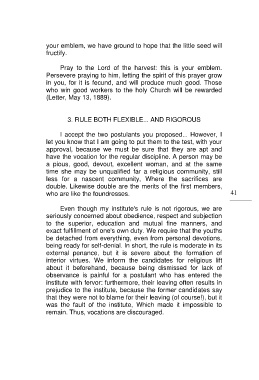 your emblem, we have ground to hope that the little seed will
fructify.
Pray to the Lord of the harvest: this is your emblem.
Persevere praying to him, letting the spirit of this prayer grow
in you, for it is fecund, and will produce much good. Those
who win good workers to the holy Church will be rewarded
(Letter, May 13, 1889).
3. RULE BOTH FLEXIBLE... AND RIGOROUS
I accept the two postulants you proposed... However, I
let you know that I am going to put them to the test, with your
approval, because we must be sure that they are apt and
have the vocation for the regular discipline. A person may be
a pious, good, devout, excellent woman, and at the same
time she may be unqualified far a religious community, still
less for a nascent community, Where the sacrifices are
double. Likewise double are the merits of the first members,
who are like the foundresses.
41
Even though my institute's rule is not rigorous, we are
seriously concerned about obedience, respect and subjection
to the superior, education and mutual fine manners, and
exact fulfillment of one's own duty. We require that the youths
be detached from everything, even from personal devotions,
being ready for self-denial. In short, the rule is moderate in its
external penance, but it is severe about the formation of
interior virtues. We inform the candidates for religious lift
about it beforehand, because being dismissed for lack of
observance is painful for a postulant who has entered the
institute with fervor: furthermore, their leaving often results in
prejudice to the institute, because the former candidates say
that they were not to blame for their leaving (of course!), but it
was the fault of the institute, Which made it impossible to
remain. Thus, vocations are discouraged.